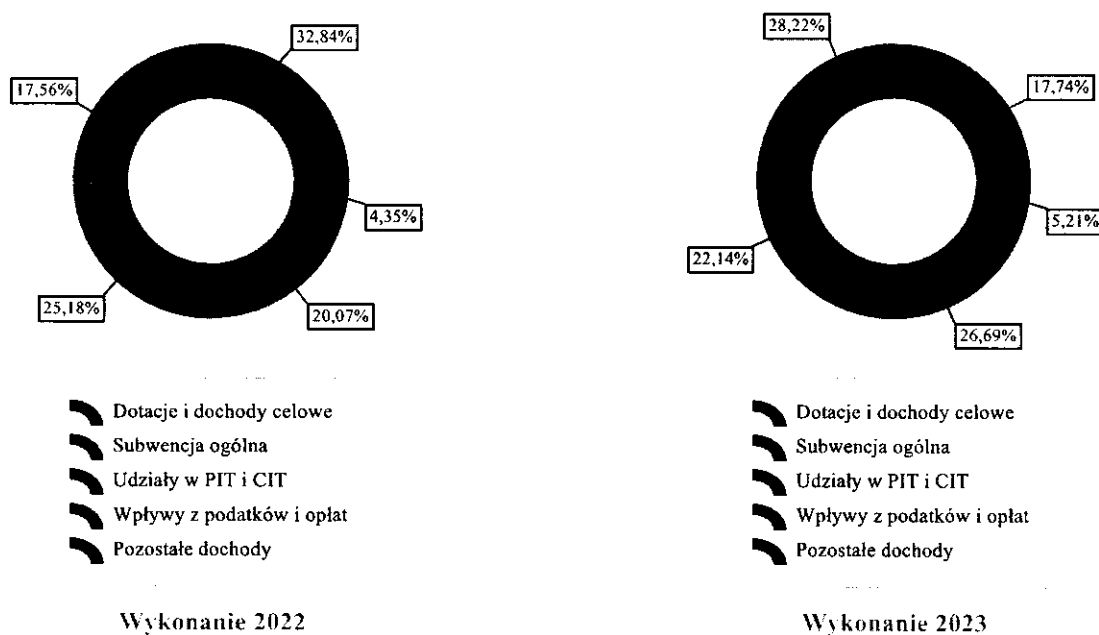 32,84%
17,56%
4,35%
25,18%
20,07%
Dotacje i dochody celowe
Subwencja ogólna
Udziały w PIT i CIT
Wpływy z podatków i opłat
Pozostałe dochody
Wykonanie 2022
28,22%
17,74%
5,21%
22,14%
26,69%
Dotacje i dochody celowe
Subwencja ogólna
Udziały w PIT i CIT
Wpływy z podatków i opłat
Pozostałe dochody
Wykonanie 2023